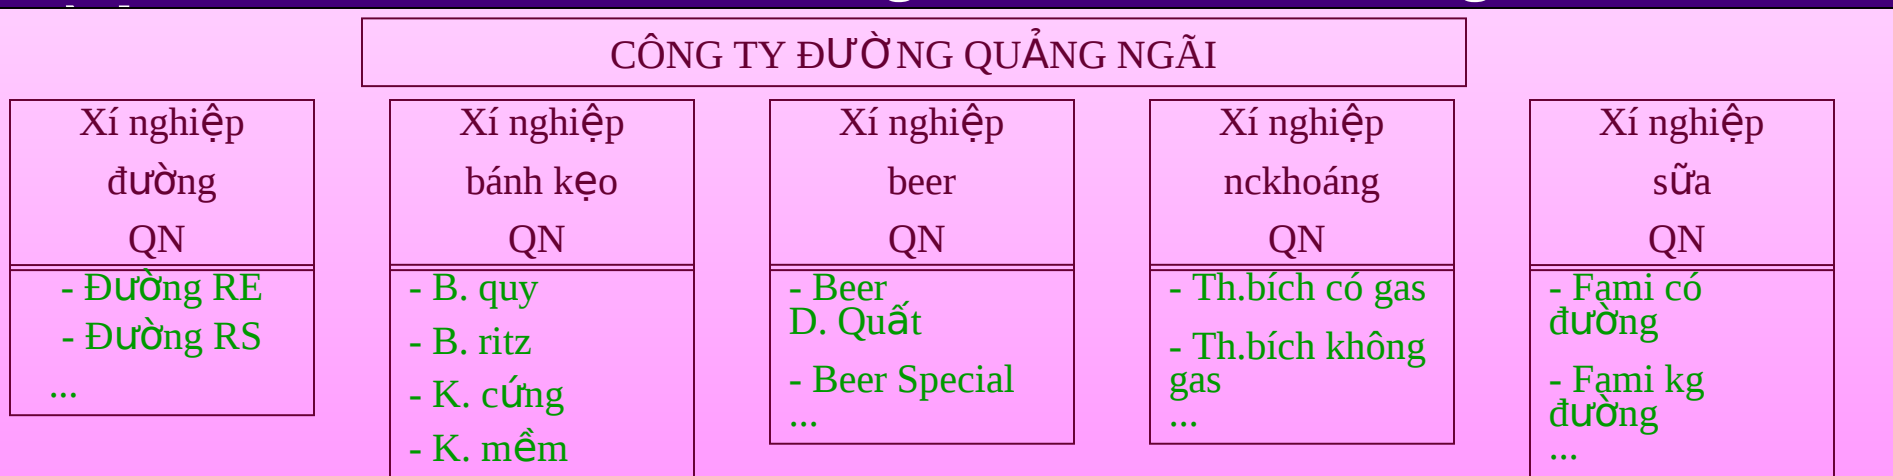 CÔNG TY ĐƯỜNG QUẢNG NGÃI
Xí nghiệp
đường
QN
- Đường RE
- Đường RS
...
Xí nghiệp
bánh kẹo
QN
- B. quy
- B. ritz
- K. cứng
- K. mềm
Xí nghiệp
beer
QN
- Beer
D. Quất
- Beer Special
...
Xí nghiệp
nckhoáng
QN
- Th.bích có gas
- Th.bích không
gas
...
Xí nghiệp
sữa
QN
- Fami có
đường
- Fami kg
đường
...